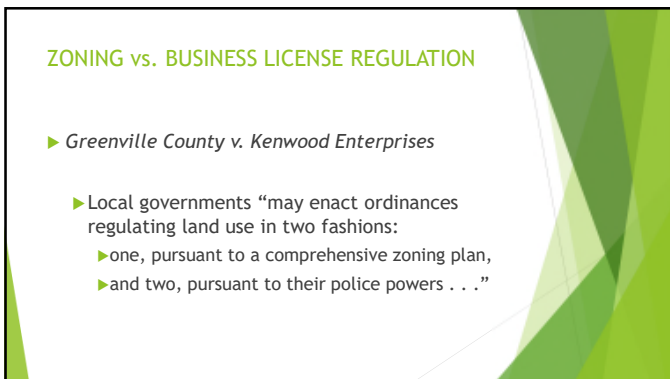 ZONING vs. BUSINESS LICENSE REGULATION
Greenville County v. Kenwood Enterprises
Local governments “may enact ordinances
regulating land use in two fashions:
one, pursuant to a comprehensive zoning plan,
and two, pursuant to their police powers . . .”